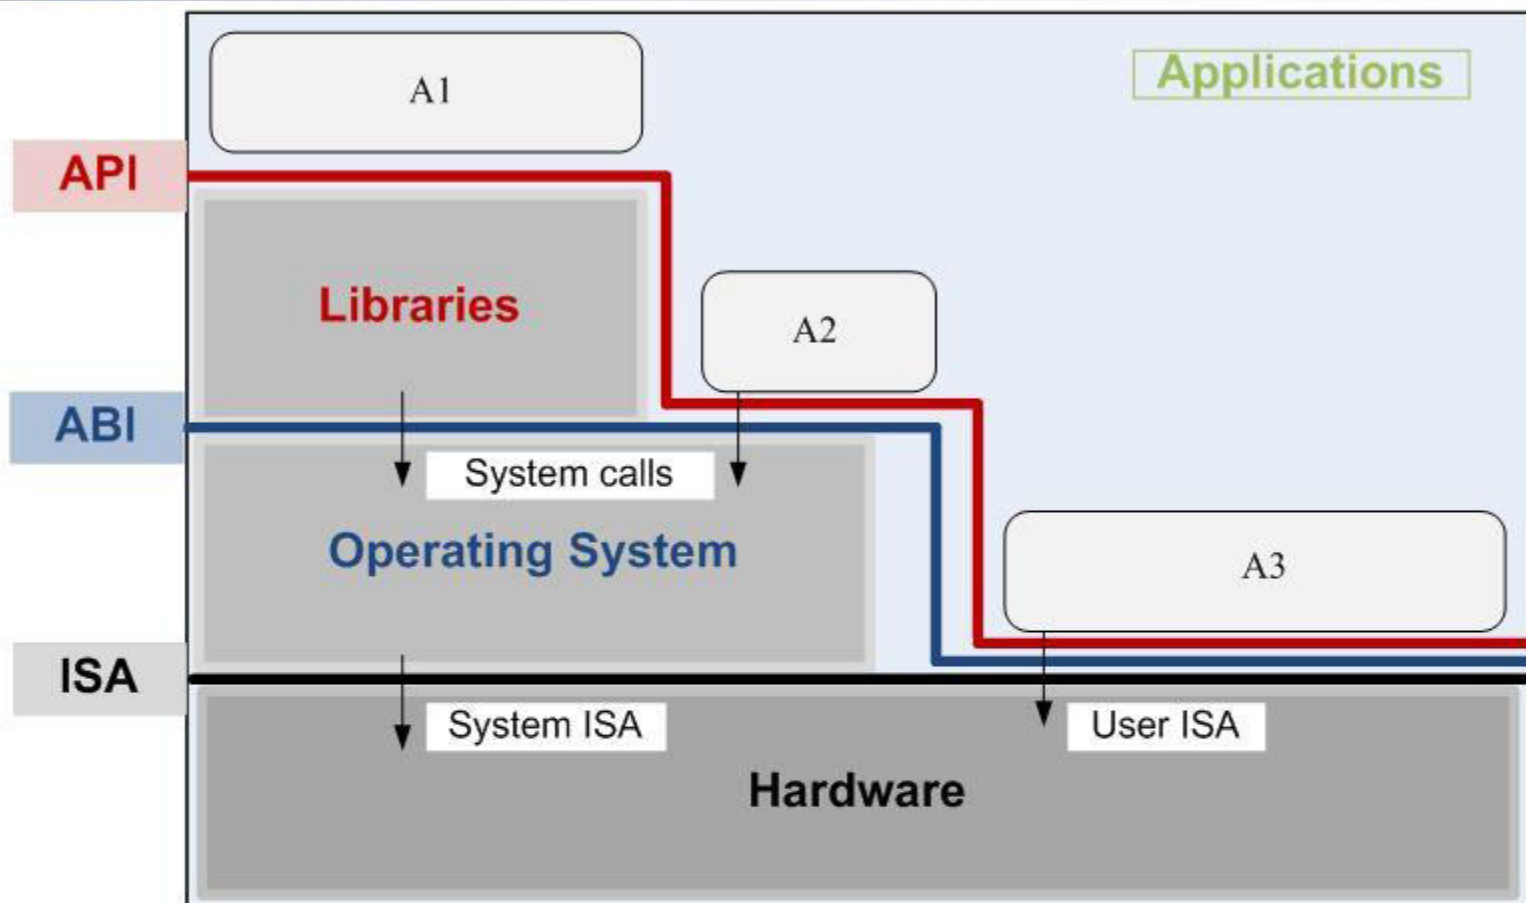 A1
Applications
API
Libraries
A2
ABI
System calls
Operating System
A3
ISA
System ISA
User ISA
Hardware